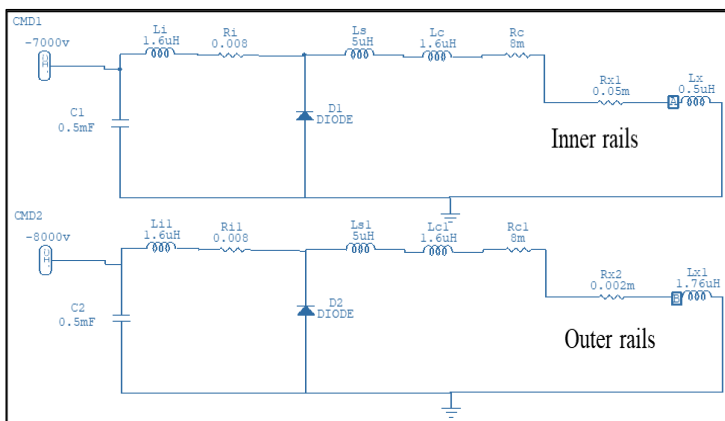 CMD1
-7000v
Li
1.6uH
Ri
0.008
Ls
5uH
Lc
1.6uH
Rc
8m
Rx1
0.05m
A
Lx
0.5uH
C1
0.5mF
D1
DIODE
Inner rails
CMD2
-8000v
Li1
1.6uH
Ri1
0.008
Ls1
5uH
Lc1
1.6uH
Rc1
8m
Rx2
0.002m
B
Lx1
1.76uH
C2
0.5mF
D2
DIODE
Outer rails